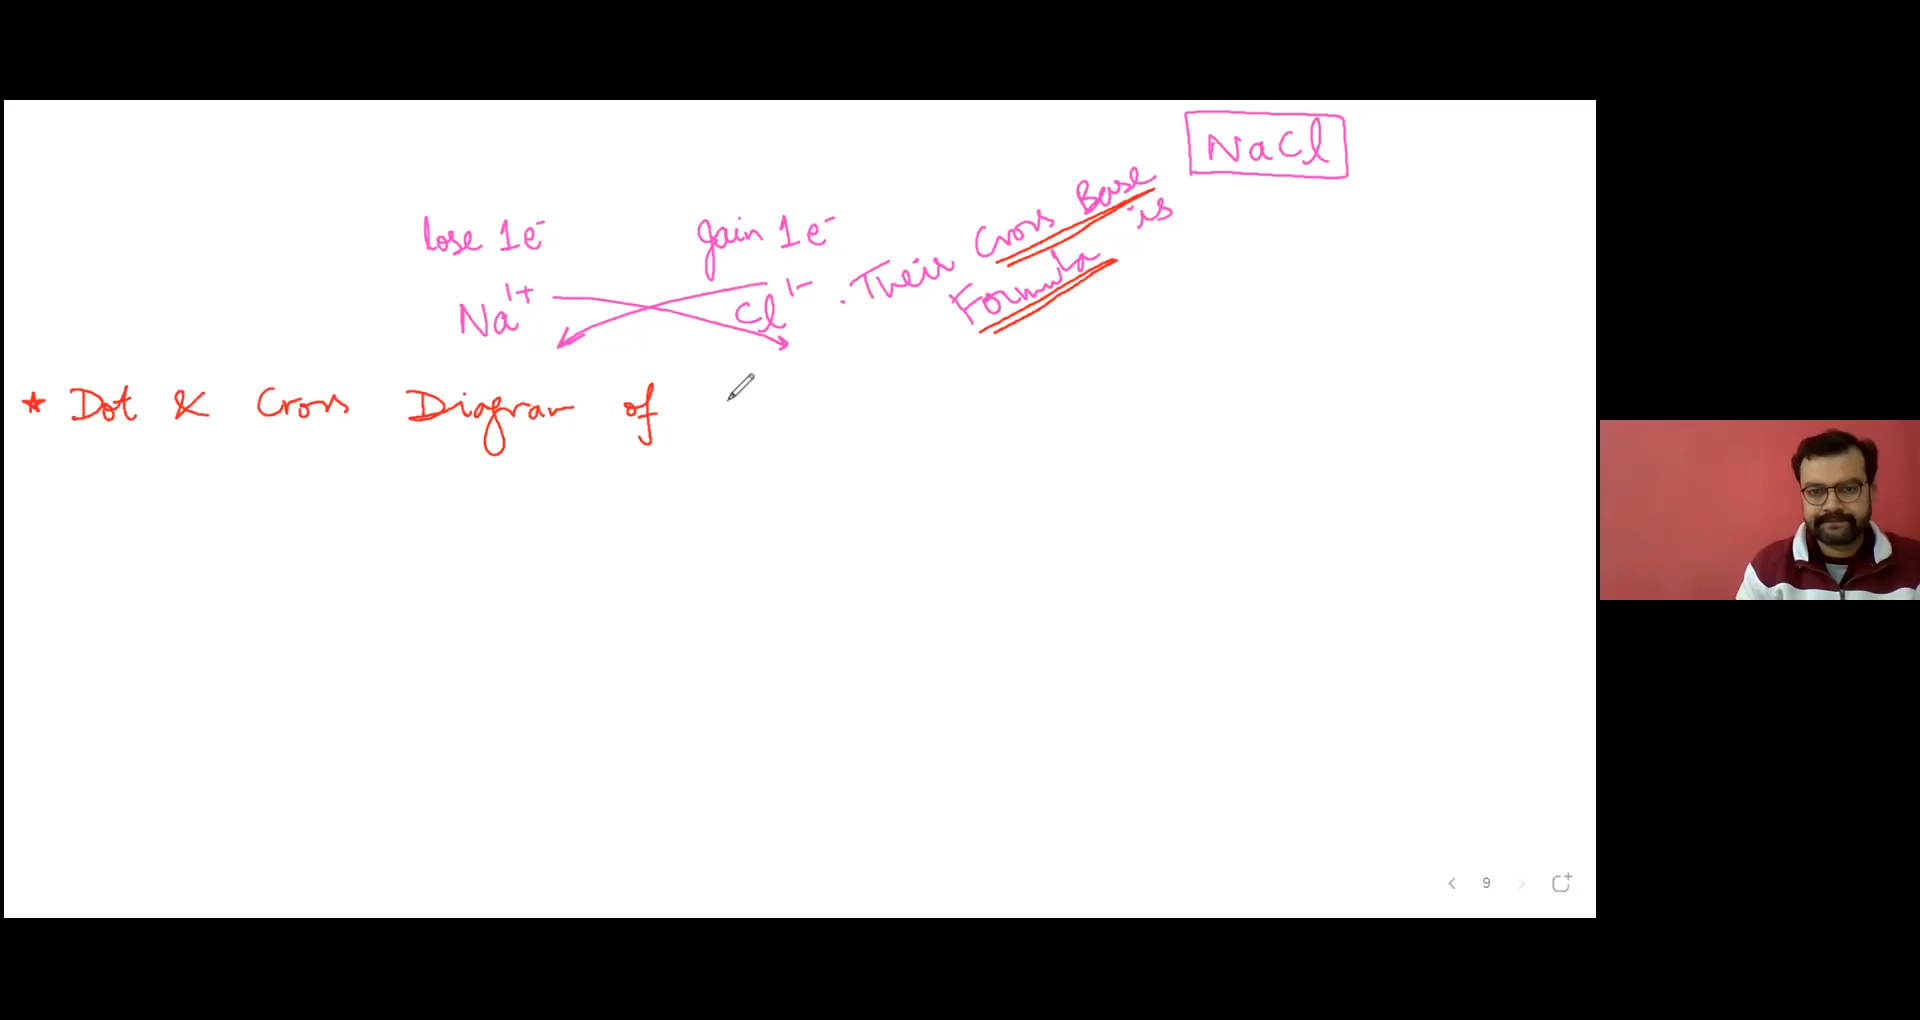 NaCl
lose 1e⁻ gain 1e⁻ . Their Cross Base is
Na¹⁺ Cl¹⁻ Formula
★ Dot & Cross Diagram of
9